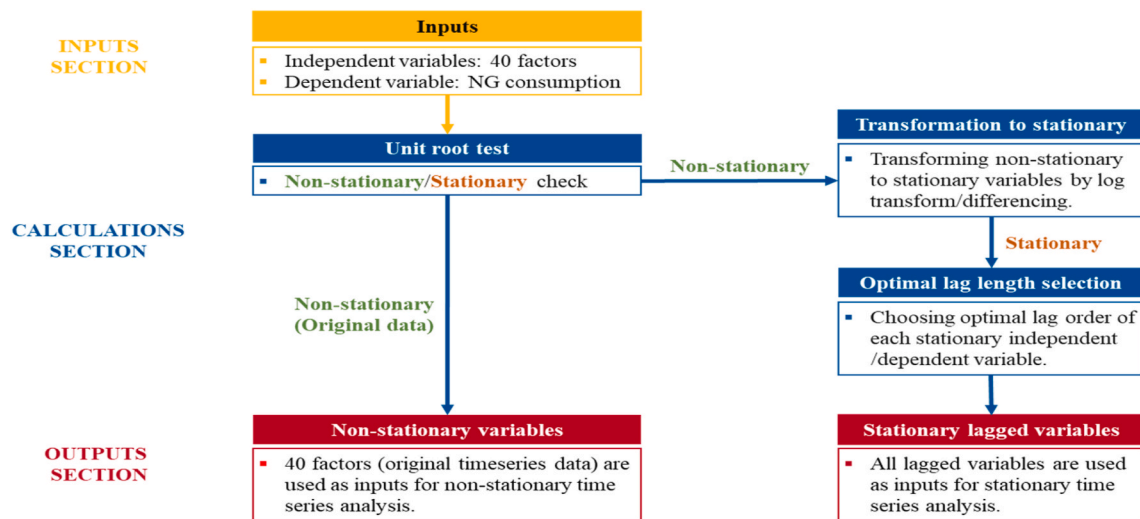 INPUTS
SECTION
Inputs
▪ Independent variables: 40 factors
▪ Dependent variable: NG consumption
Unit root test
▪ Non-stationary/Stationary check
Non-stationary
Transformation to stationary
▪ Transforming non-stationary
to stationary variables by log
transform/differencing.
CALCULATIONS
SECTION
Stationary
Non-stationary
(Original data)
Optimal lag length selection
▪ Choosing optimal lag order of
each stationary independent
/dependent variable.
OUTPUTS
SECTION
Non-stationary variables
▪ 40 factors (original timeseries data) are
used as inputs for non-stationary time
series analysis.
Stationary lagged variables
▪ All lagged variables are used
as inputs for stationary time
series analysis.